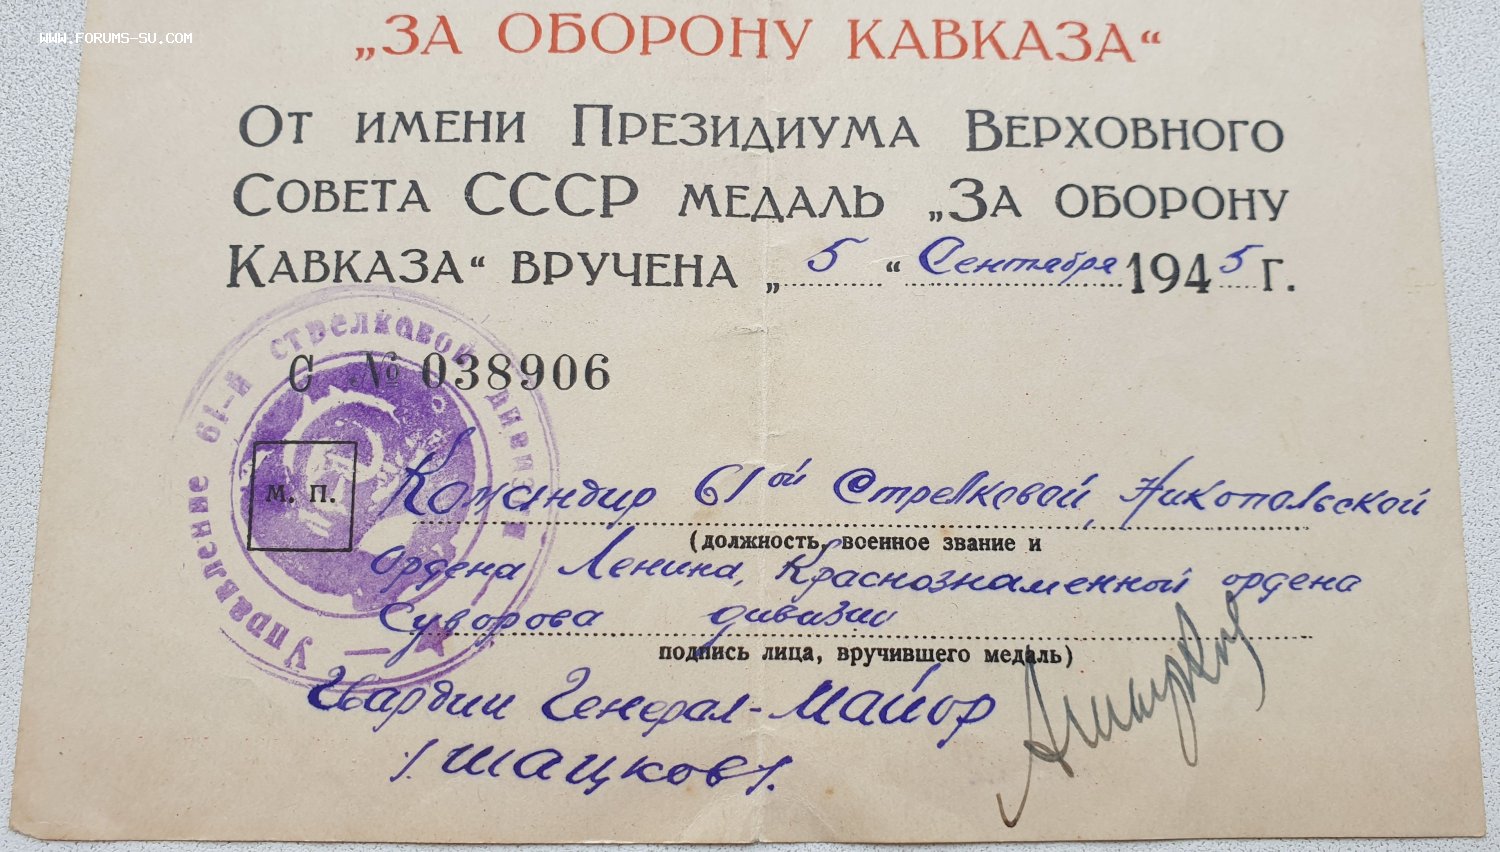 WWW.FORUMS-SU.COM
„ЗА ОБОРОНУ КАВКАЗА“
От имени Президиума Верховного
Совета СССР медаль „За оборону
Кавказа“ вручена „5“ Сентября 1945 г.
С № 038906
Управление 61-й стрелковой дивизии
м. п.
Командир 61ой Стрелковой, Никопольской
(должность, военное звание и
Ордена Ленина, Краснознаменной ордена
Суворова дивизии
подпись лица, вручившего медаль)
Гвардии Генерал-Майор
/Шацков/.